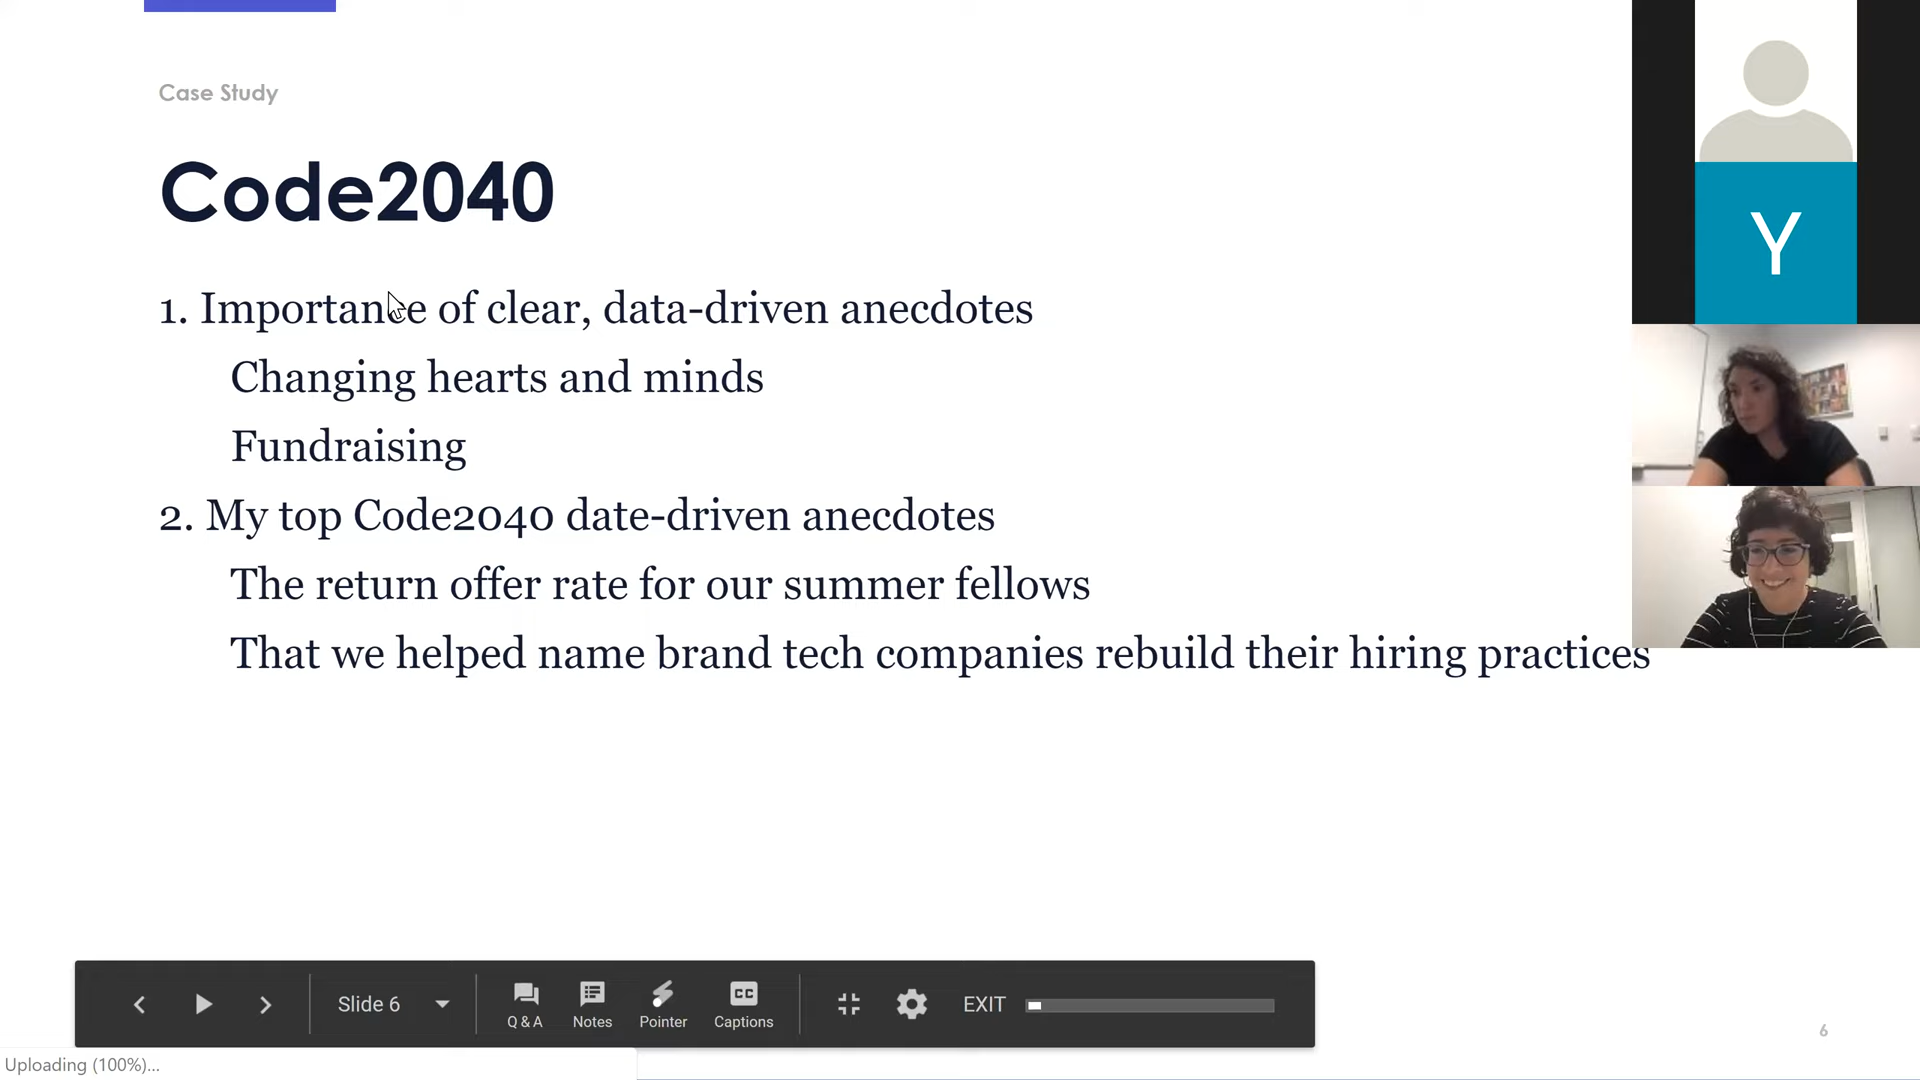 Case Study
Code2040
1. Importance of clear, data-driven anecdotes
Changing hearts and minds
Fundraising
2. My top Code2040 date-driven anecdotes
The return offer rate for our summer fellows
That we helped name brand tech companies rebuild their hiring practices
Y
Slide 6
Q & A
Notes
Pointer
CC
Captions
EXIT
6
Uploading (100%)...